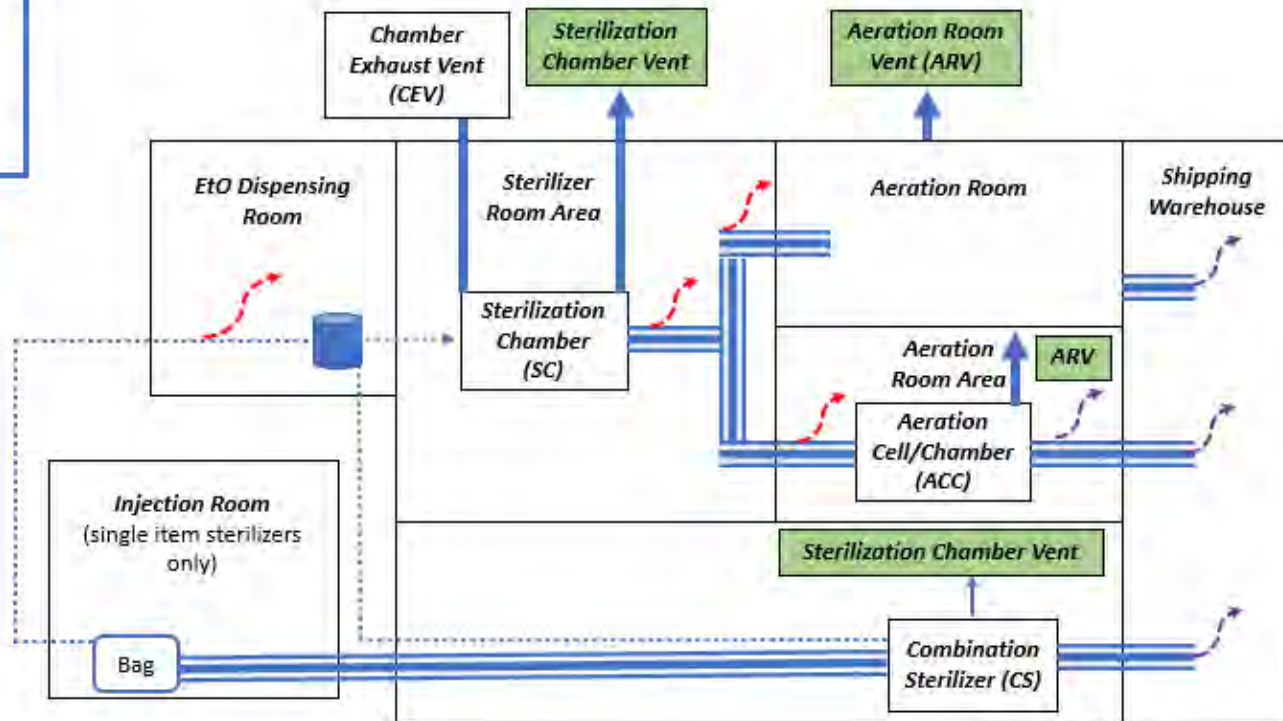 Chamber
Exhaust Vent
(CEV)
Sterilization
Chamber Vent
Aeration Room
Vent (ARV)
EtO Dispensing
Room
Sterilizer
Room Area
Aeration Room
Shipping
Warehouse
Sterilization
Chamber
(SC)
Aeration
Room Area
ARV
Aeration
Cell/Chamber
(ACC)
Injection Room
(single item sterilizers
only)
Sterilization Chamber Vent
Bag
Combination
Sterilizer (CS)